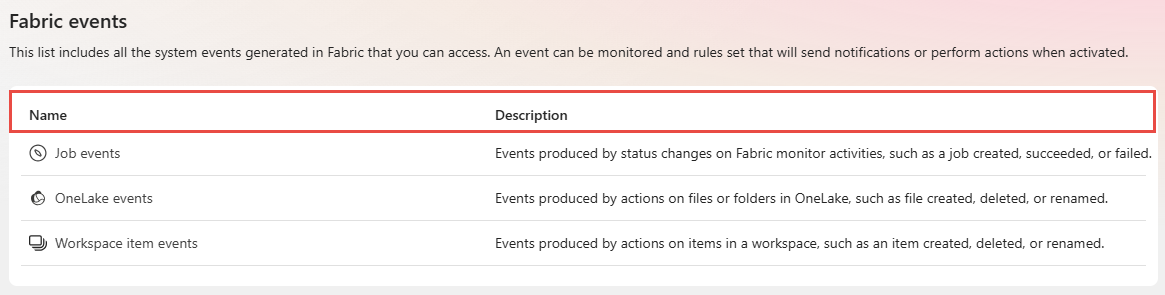 Fabric events
This list includes all the system events generated in Fabric that you can access. An event can be monitored and rules set that will send notifications or perform actions when activated.
Name Description
Job events Events produced by status changes on Fabric monitor activities, such as a job created, succeeded, or failed.
OneLake events Events produced by actions on files or folders in OneLake, such as file created, deleted, or renamed.
Workspace item events Events produced by actions on items in a workspace, such as an item created, deleted, or renamed.